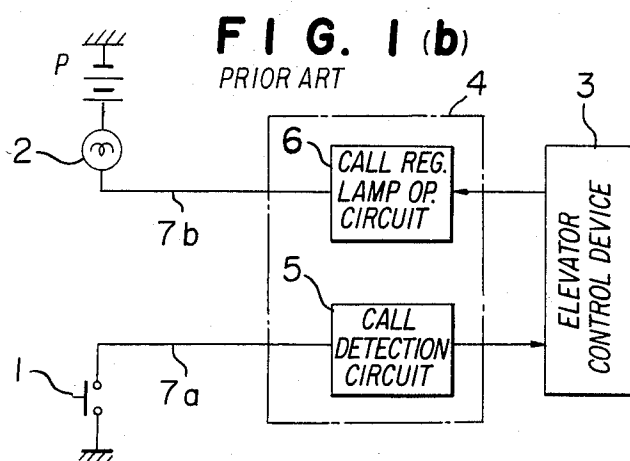 FIG. 1(b)
PRIOR ART
P
2
4
3
6
CALL REG.
LAMP OP.
CIRCUIT
7b
ELEVATOR
CONTROL DEVICE
5
CALL
DETECTION
CIRCUIT
1
7a